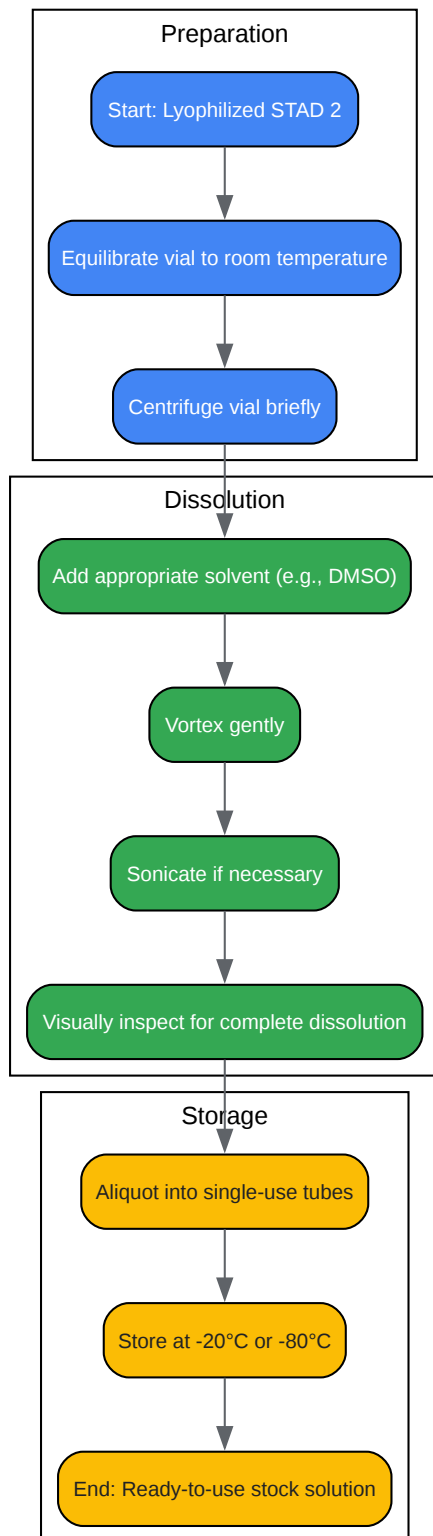 Preparation
Start: Lyophilized STAD 2
Equilibrate vial to room temperature
Centrifuge vial briefly
Dissolution
Add appropriate solvent (e.g., DMSO)
Vortex gently
Sonicate if necessary
Visually inspect for complete dissolution
Storage
Aliquot into single-use tubes
Store at -20°C or -80°C
End: Ready-to-use stock solution